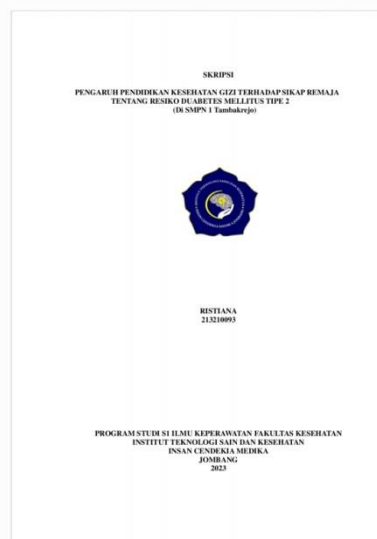 SKRIPSI
PENGARUH PENDIDIKAN KESEHATAN GIZI TERHADAP SIKAP REMAJA
TENTANG RESIKO DUABETES MELLITUS TIPE 2
(Di SMPN 1 Tambakrejo)
RISTIANA
213210093
PROGRAM STUDI S1 ILMU KEPERAWATAN FAKULTAS KESEHATAN
INSTITUT TEKNOLOGI SAIN DAN KESEHATAN
INSAN CENDEKIA MEDIKA
JOMBANG
2023